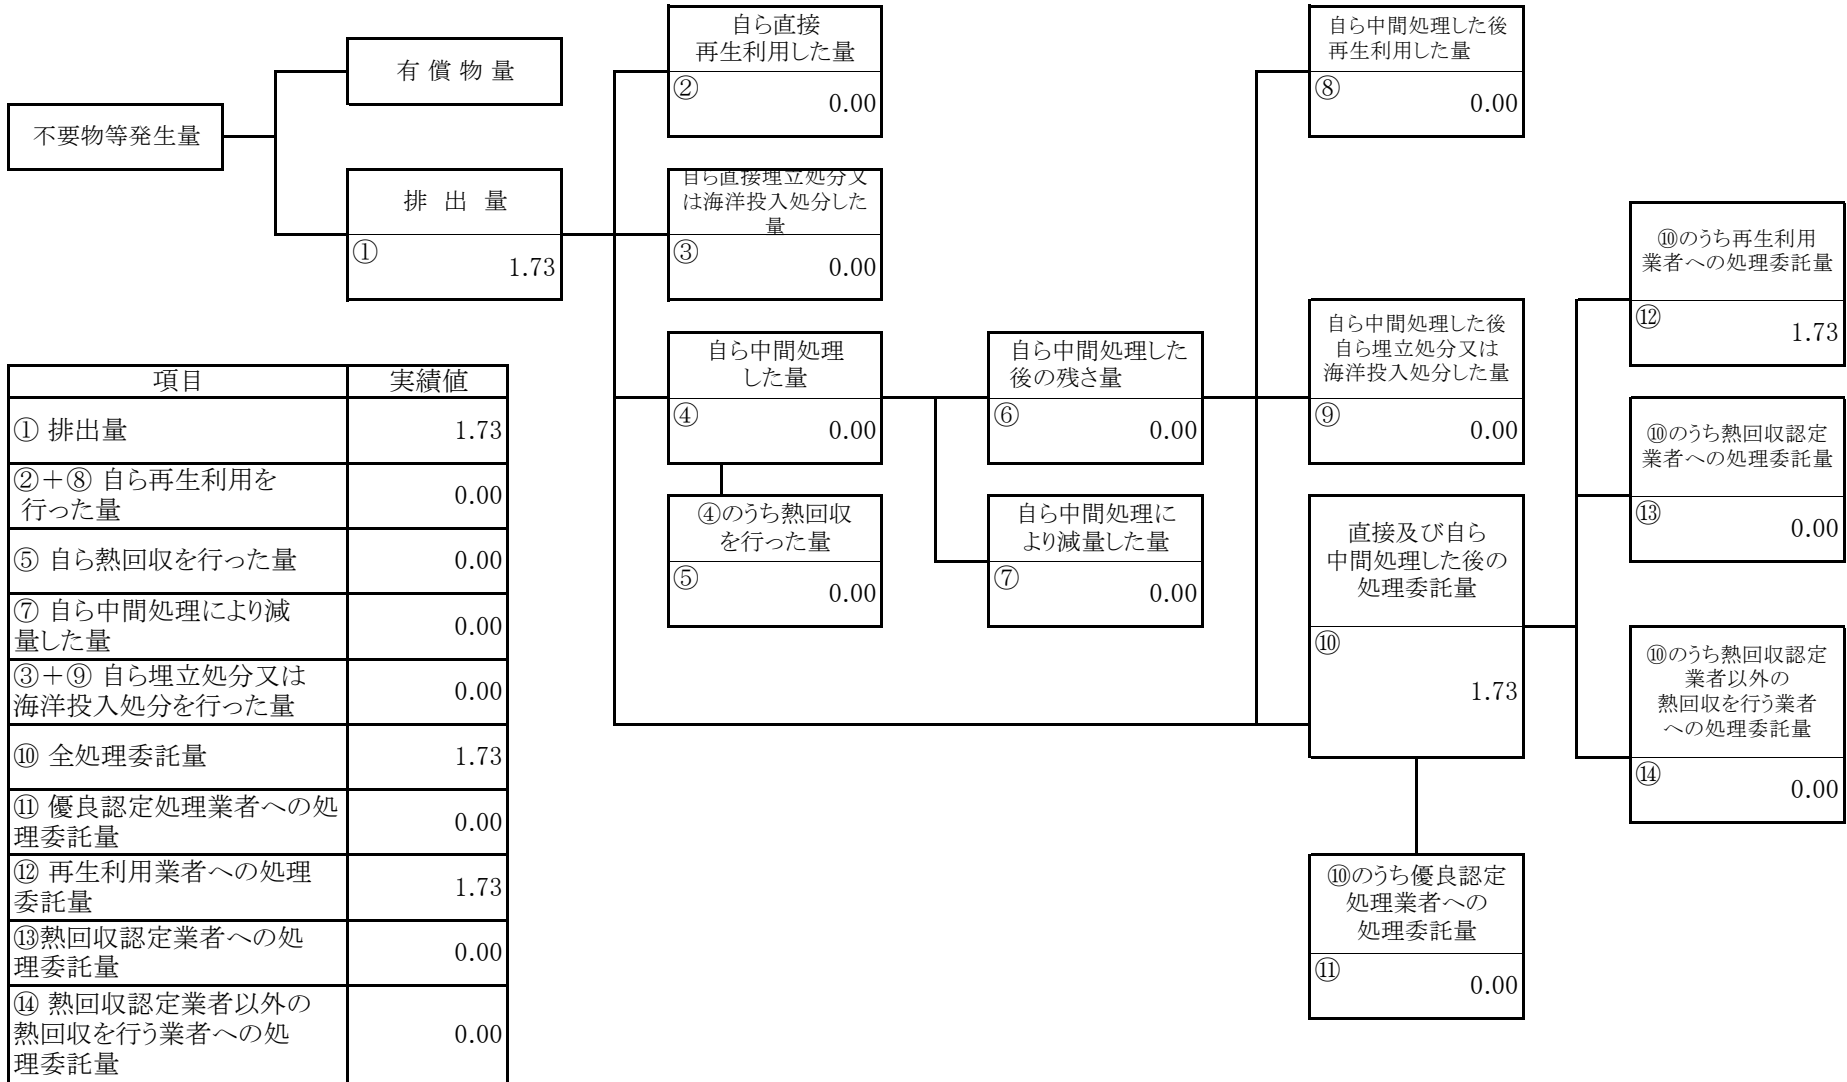 不要物等発生量
有 償 物 量
排 出 量
①
1.73
自ら直接
再生利用した量
②
0.00
自ら直接埋立処分又
は海洋投入処分した
量
③
0.00
自ら中間処理
した量
④
0.00
④のうち熱回収
を行った量
⑤
0.00
自ら中間処理した
後の残さ量
⑥
0.00
自ら中間処理に
より減量した量
⑦
0.00
自ら中間処理した後
再生利用した量
⑧
0.00
自ら中間処理した後
自ら埋立処分又は
海洋投入処分した量
⑨
0.00
直接及び自ら
中間処理した後の
処理委託量
⑩
1.73
⑩のうち優良認定
処理業者への
処理委託量
⑪
0.00
⑩のうち再生利用
業者への処理委託量
⑫
1.73
⑩のうち熱回収認定
業者への処理委託量
⑬
0.00
⑩のうち熱回収認定
業者以外の
熱回収を行う業者
への処理委託量
⑭
0.00
項目 実績値
① 排出量 1.73
②＋⑧ 自ら再生利用を
行った量 0.00
⑤ 自ら熱回収を行った量 0.00
⑦ 自ら中間処理により減
量した量 0.00
③＋⑨ 自ら埋立処分又は
海洋投入処分を行った量 0.00
⑩ 全処理委託量 1.73
⑪ 優良認定処理業者への処
理委託量 0.00
⑫ 再生利用業者への処理
委託量 1.73
⑬熱回収認定業者への処
理委託量 0.00
⑭ 熱回収認定業者以外の
熱回収を行う業者への処
理委託量 0.00